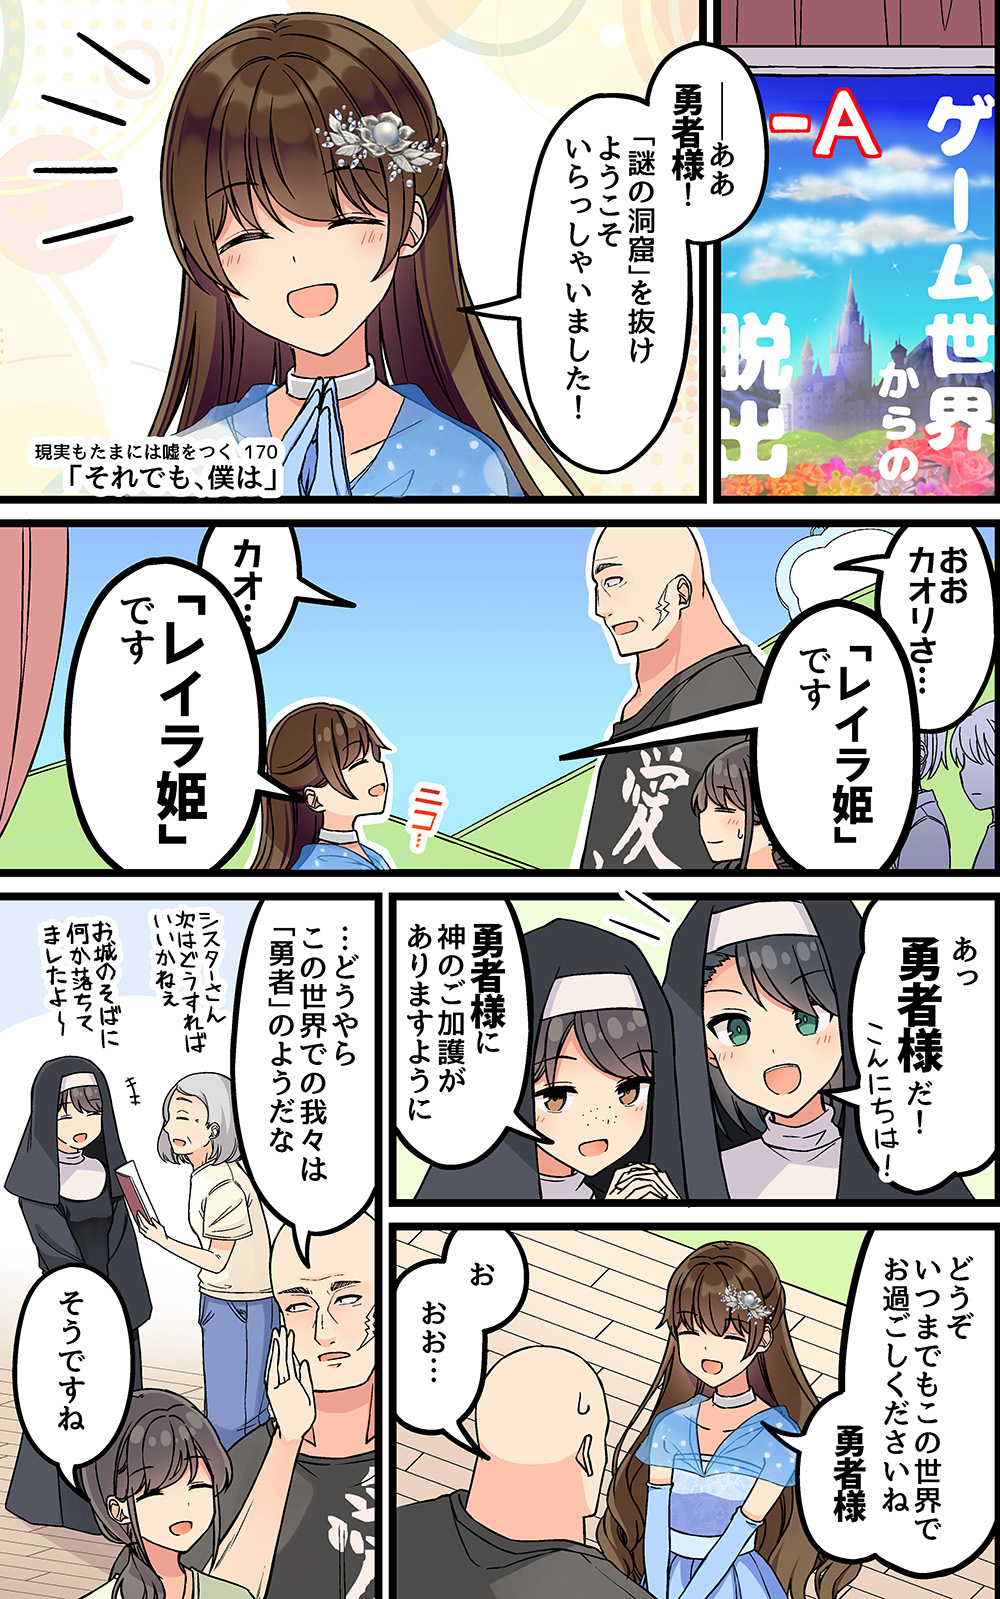 ゲーム世界
からの
脱出
-A
――ああ
勇者様！
「謎の洞窟」を抜け
ようこそ
いらっしゃいました！
現実もたまには嘘をつく 170
「それでも、僕は」
おお
カオリさ…
「レイラ姫」
です
カオ…
「レイラ姫」
です
ニコ…
愛
あっ
勇者様だ！
こんにちは！
勇者様に
神のご加護が
ありますように
…どうやら
この世界での我々は
「勇者」のようだな
シスターさん
次はどうすれば
いいかねぇ
お城のそばに
何か落ちて
ましたよ～
そうですね
どうぞ
いつまでもこの世界で
お過ごしくださいね
勇者様
お
おお…